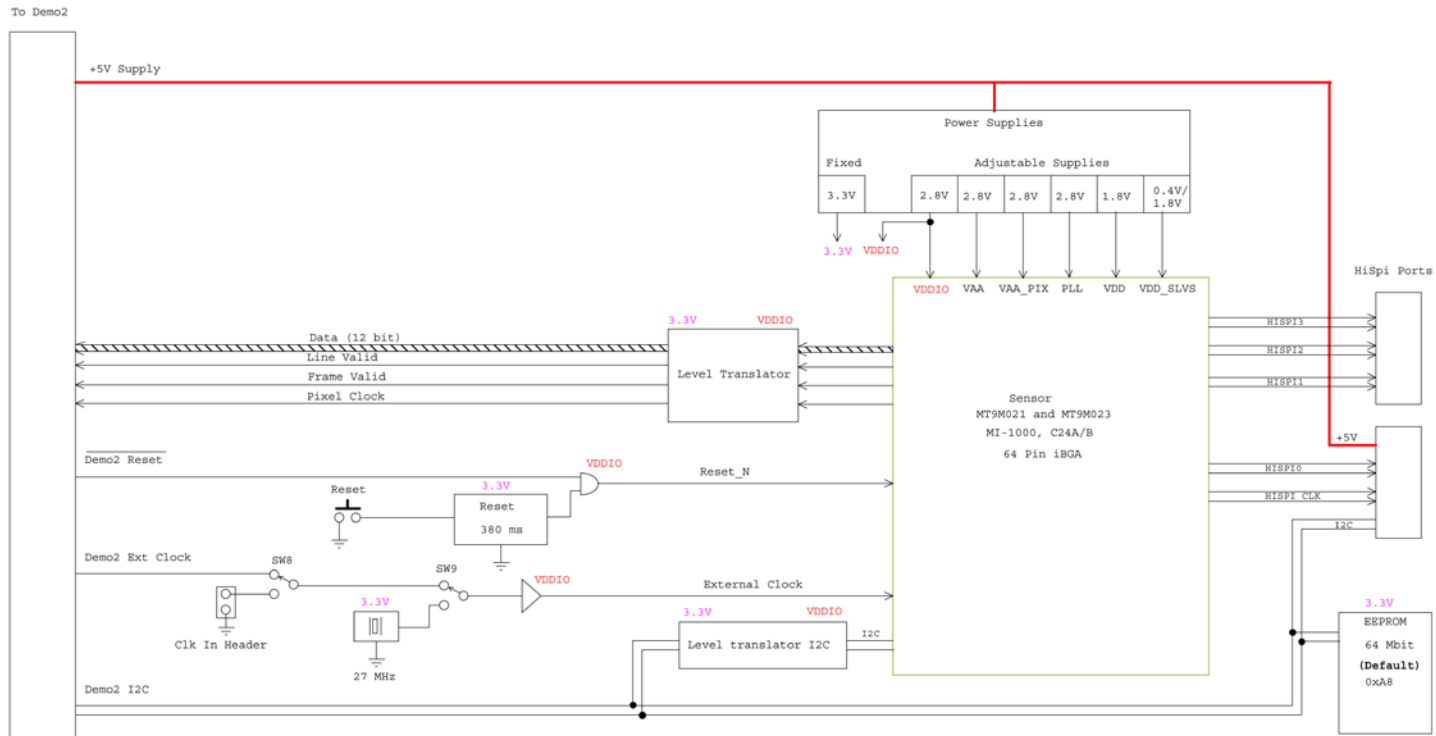 To Demo2
+5V Supply
Power Supplies
Fixed
Adjustable Supplies
3.3V
2.8V
2.8V
2.8V
2.8V
1.8V
0.4V/
1.8V
3.3V
VDDIO
VDDIO
VAA
VAA_PIX
PLL
VDD
VDD_SLVS
HiSpi Ports
3.3V
VDDIO
Data (12 bit)
Line Valid
Frame Valid
Pixel Clock
Level Translator
HISPI3
HISPI2
HISPI1
Sensor
MT9M021 and MT9M023
MI-1000, C24A/B
64 Pin iBGA
+5V
HISPI0
HISPI CLK
I2C
Demo2 Reset
VDDIO
Reset_N
Reset
3.3V
Reset
380 ms
Demo2 Ext Clock
SW8
SW9
VDDIO
External Clock
3.3V
Clk In Header
27 MHz
3.3V
VDDIO
Level translator I2C
I2C
3.3V
EEPROM
64 Mbit
(Default)
0xA8
Demo2 I2C